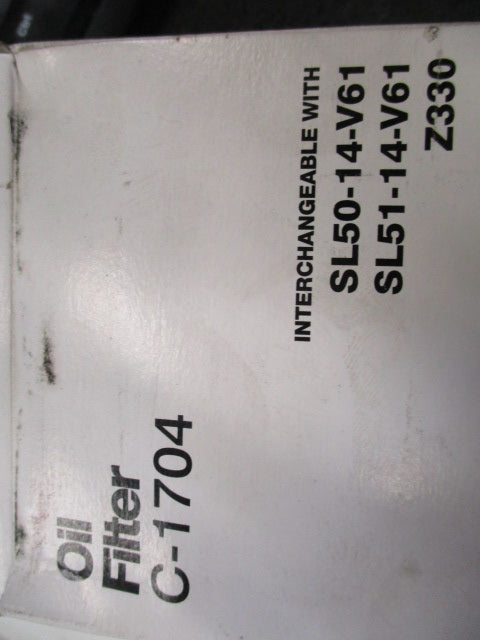 Oil
Filter
C-1704
INTERCHANGEABLE WITH
SL50-14-V61
SL51-14-V61
Z330